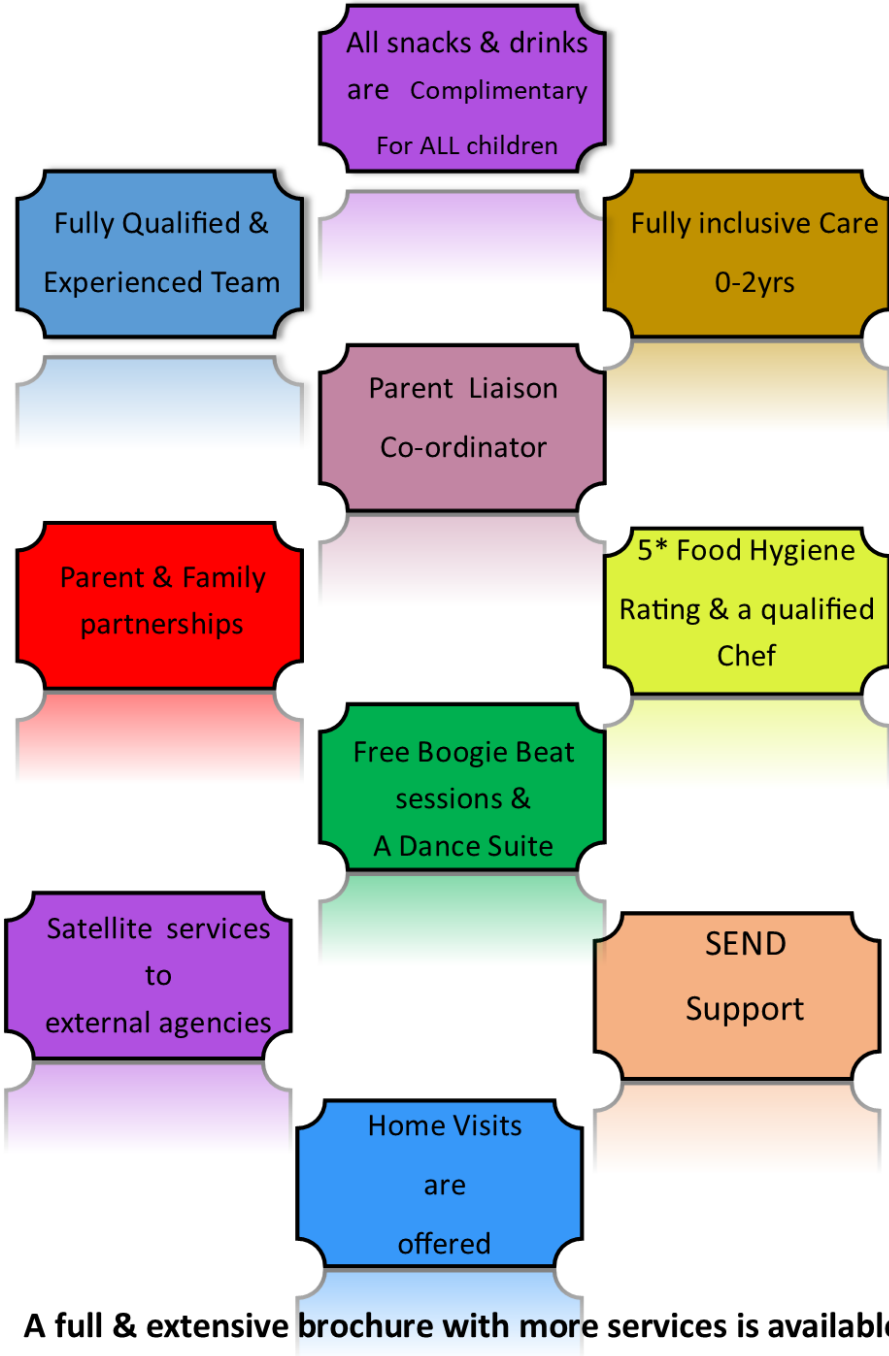 All snacks & drinks
are Complimentary
For ALL children
Fully Qualified &
Experienced Team
Fully inclusive Care
0-2yrs
Parent Liaison
Co-ordinator
Parent & Family
partnerships
5* Food Hygiene
Rating & a qualified
Chef
Free Boogie Beat
sessions &
A Dance Suite
Satellite services
to
external agencies
SEND
Support
Home Visits
are
offered
A full & extensive brochure with more services is available